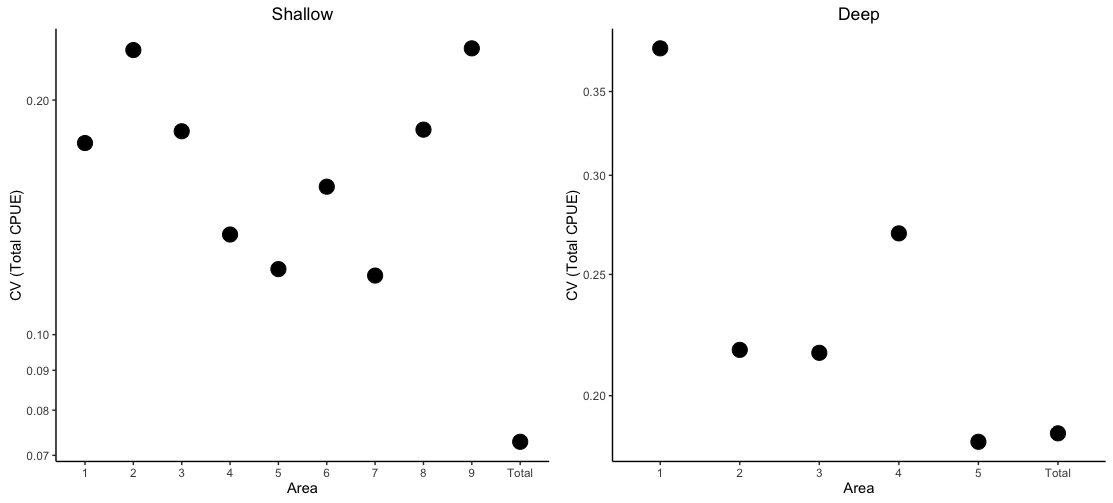 Shallow
CV (Total CPUE)
0.20
0.10
0.09
0.08
0.07
1 2 3 4 5 6 7 8 9 Total
Area
Deep
CV (Total CPUE)
0.35
0.30
0.25
0.20
1 2 3 4 5 Total
Area